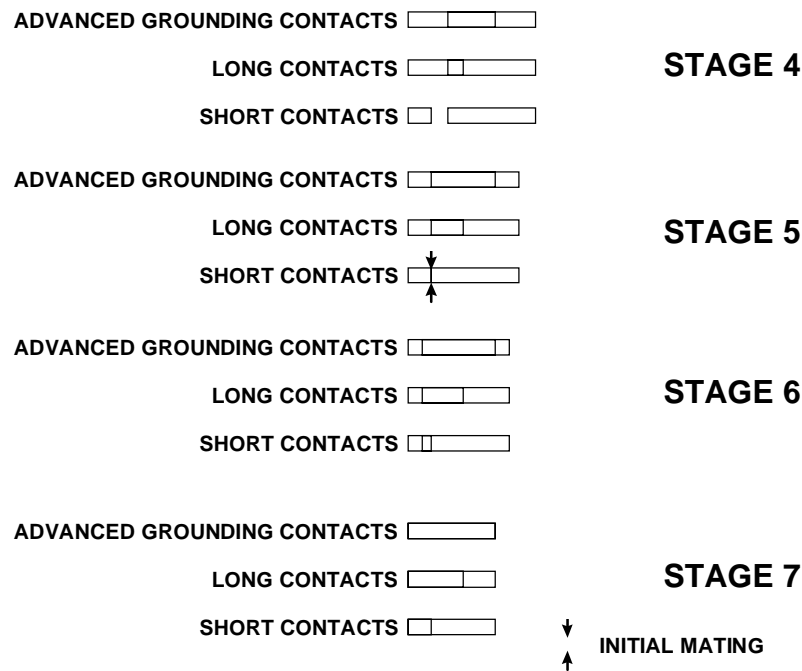 ADVANCED GROUNDING CONTACTS
LONG CONTACTS
STAGE 4
SHORT CONTACTS
ADVANCED GROUNDING CONTACTS
LONG CONTACTS
STAGE 5
SHORT CONTACTS
ADVANCED GROUNDING CONTACTS
LONG CONTACTS
STAGE 6
SHORT CONTACTS
ADVANCED GROUNDING CONTACTS
LONG CONTACTS
STAGE 7
SHORT CONTACTS
INITIAL MATING